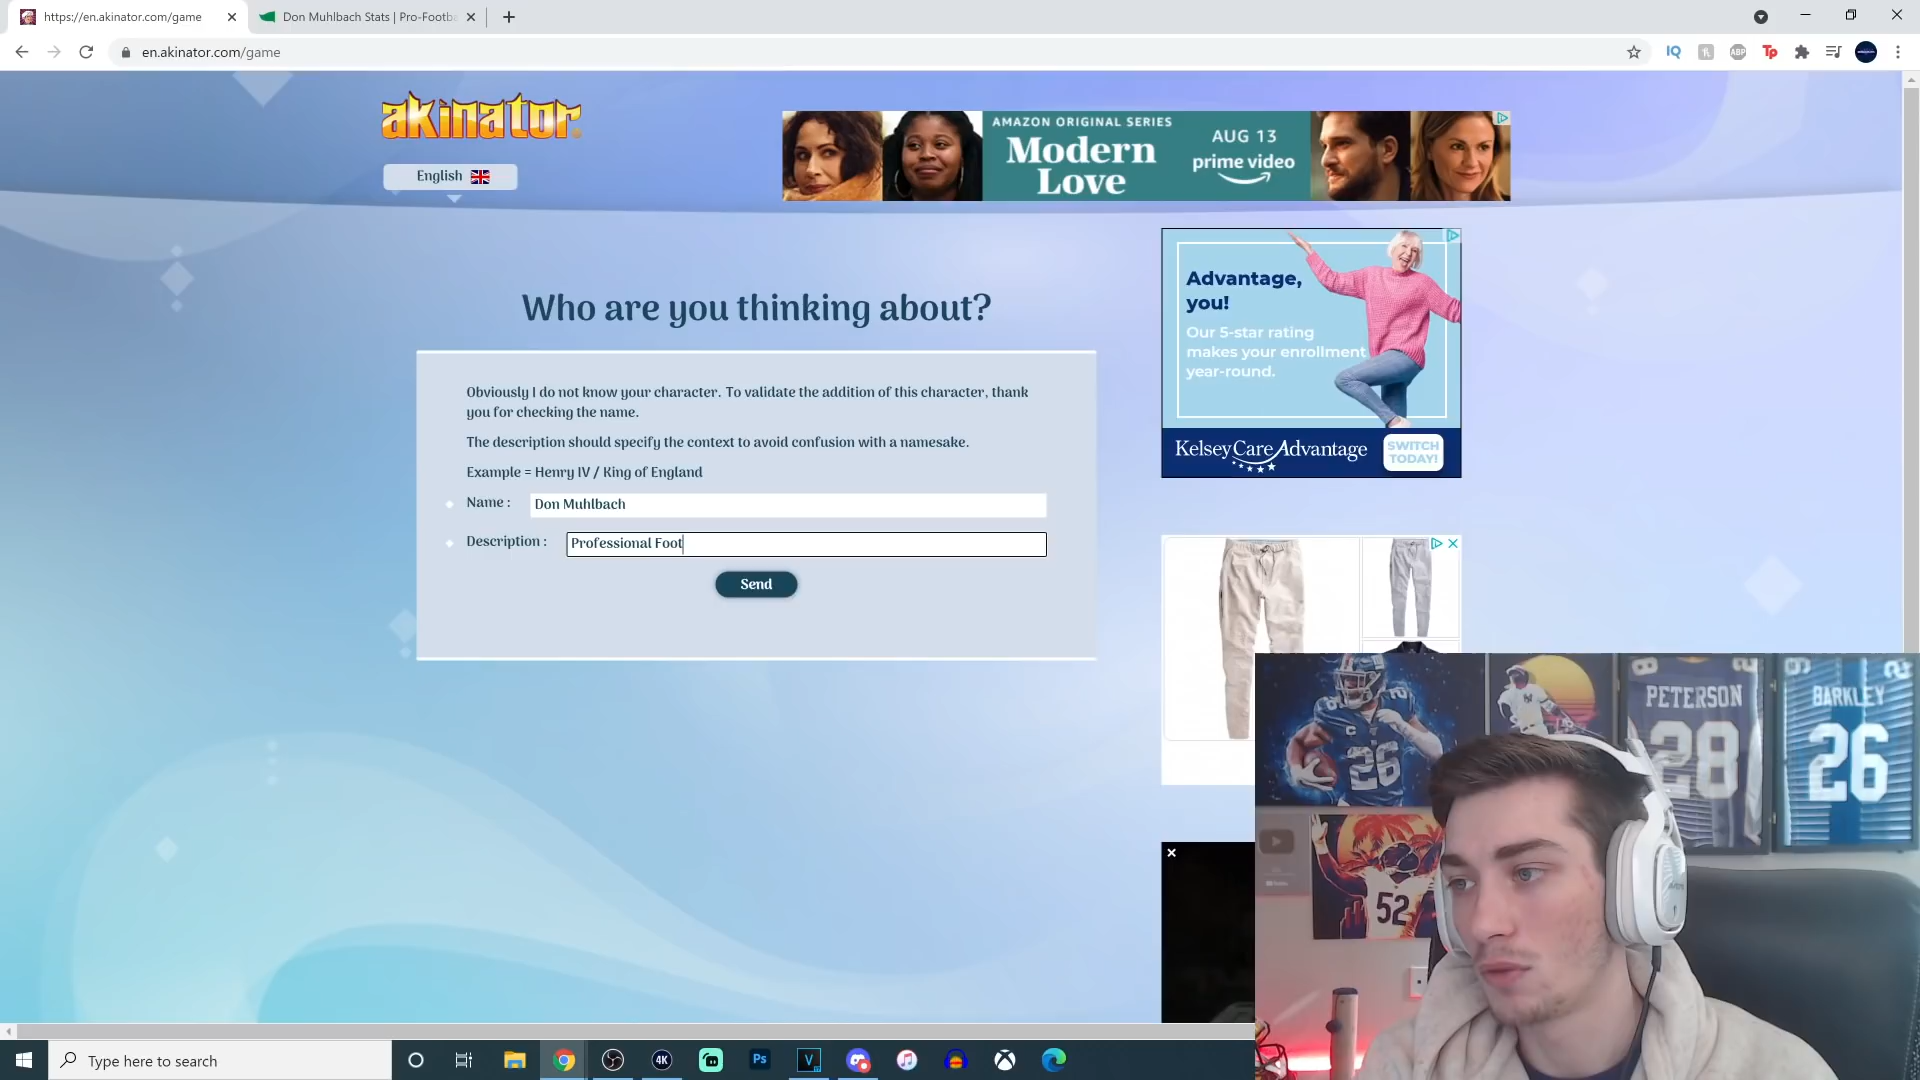 https://en.akinator.com/game
Don Muhlbach Stats | Pro-Footb
en.akinator.com/game
IQ
ABP
Tp
akinator
English
AMAZON ORIGINAL SERIES
Modern
Love
AUG 13
prime video
Advantage,
you!
Our 5-star rating
makes your enrollment
year-round.
KelseyCareAdvantage
SWITCH
TODAY!
Who are you thinking about?
Obviously I do not know your character. To validate the addition of this character, thank
you for checking the name.
The description should specify the context to avoid confusion with a namesake.
Example = Henry IV / King of England
Name :
Don Muhlbach
Description :
Professional Foot
Send
26
C
PETERSON
28
BARKLEY
26
52
Type here to search
4K
Ps
V